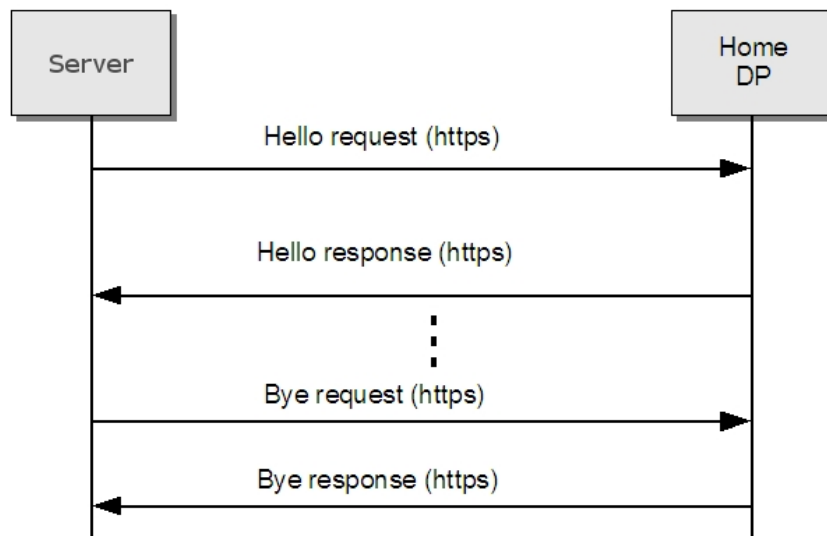 Server
Home
DP
Hello request (https)
Hello response (https)
Bye request (https)
Bye response (https)